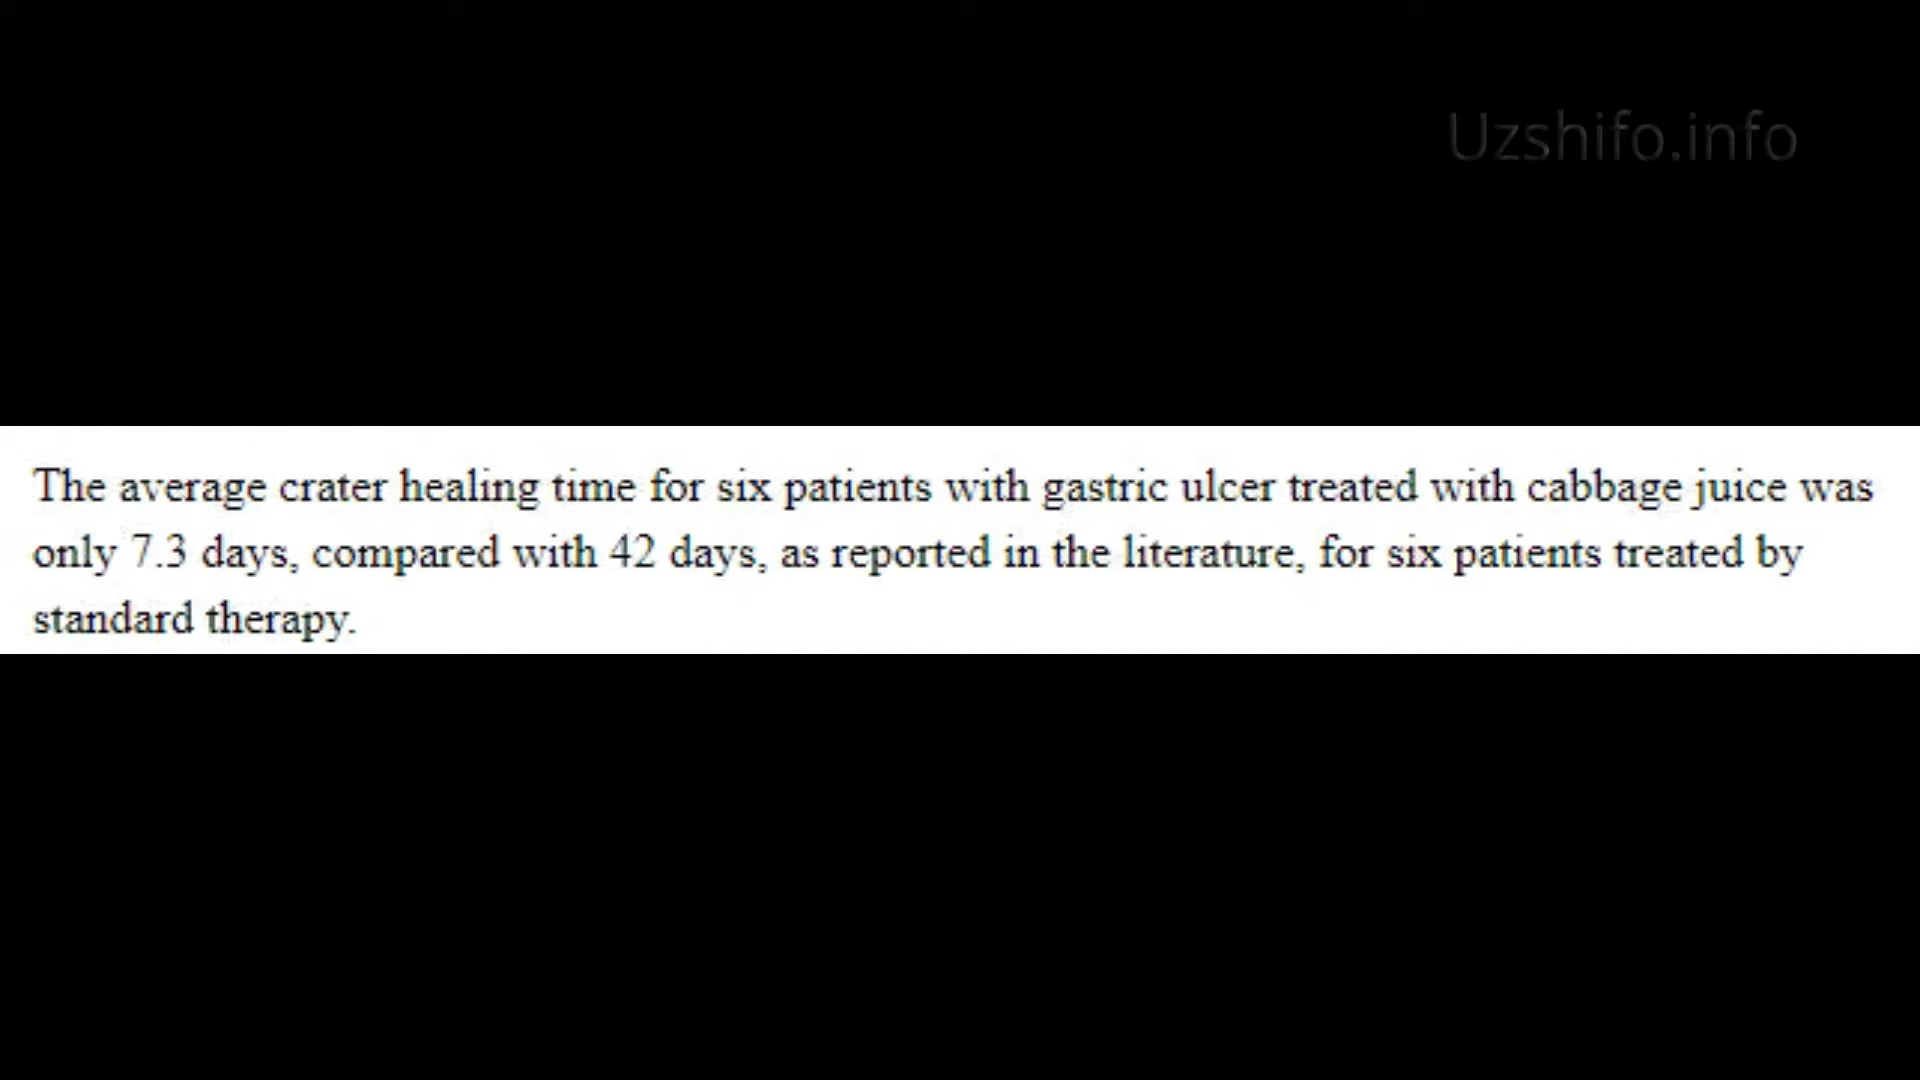 Uzshifo.info
The average crater healing time for six patients with gastric ulcer treated with cabbage juice was
only 7.3 days, compared with 42 days, as reported in the literature, for six patients treated by
standard therapy.